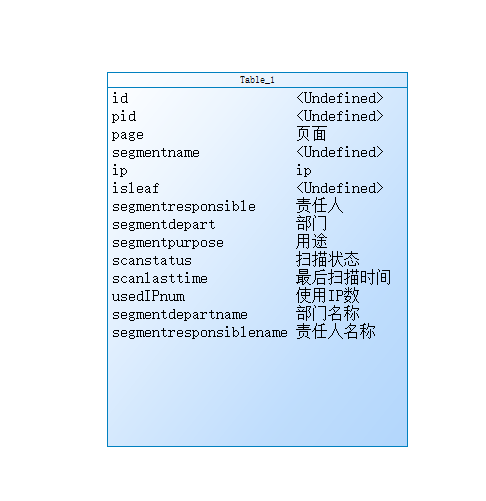 Table_1
id <Undefined>
pid <Undefined>
page 页面
segmentname <Undefined>
ip ip
isleaf <Undefined>
segmentresponsible 责任人
segmentdepart 部门
segmentpurpose 用途
scanstatus 扫描状态
scanlasttime 最后扫描时间
usedIPnum 使用IP数
segmentdepartname 部门名称
segmentresponsiblename 责任人名称